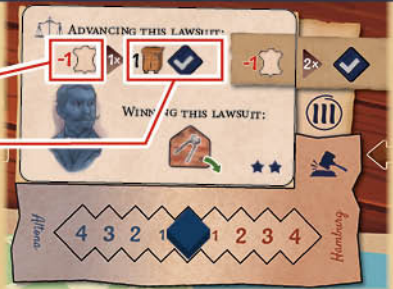 ADVANCING THIS LAWSUIT:
-1 1x 1 -1 2x
WINNING THIS LAWSUIT:
Altona 4 3 2 1 1 2 3 4 Hamburg